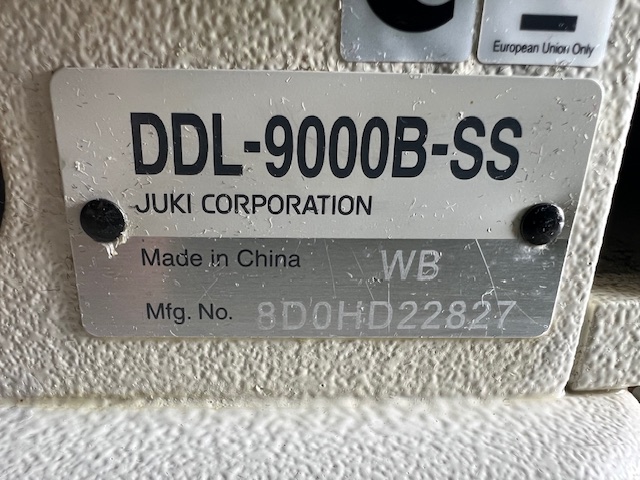 European Union Only
DDL-9000B-SS
JUKI CORPORATION
Made in China WB
Mfg. No. 8D0HD22827